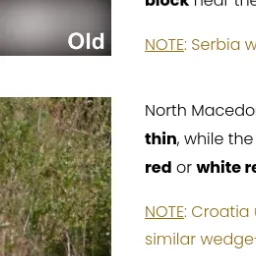 block near the
Old
NOTE: Serbia w
North Macedo
thin, while the
red or white re
NOTE: Croatia
similar wedge-